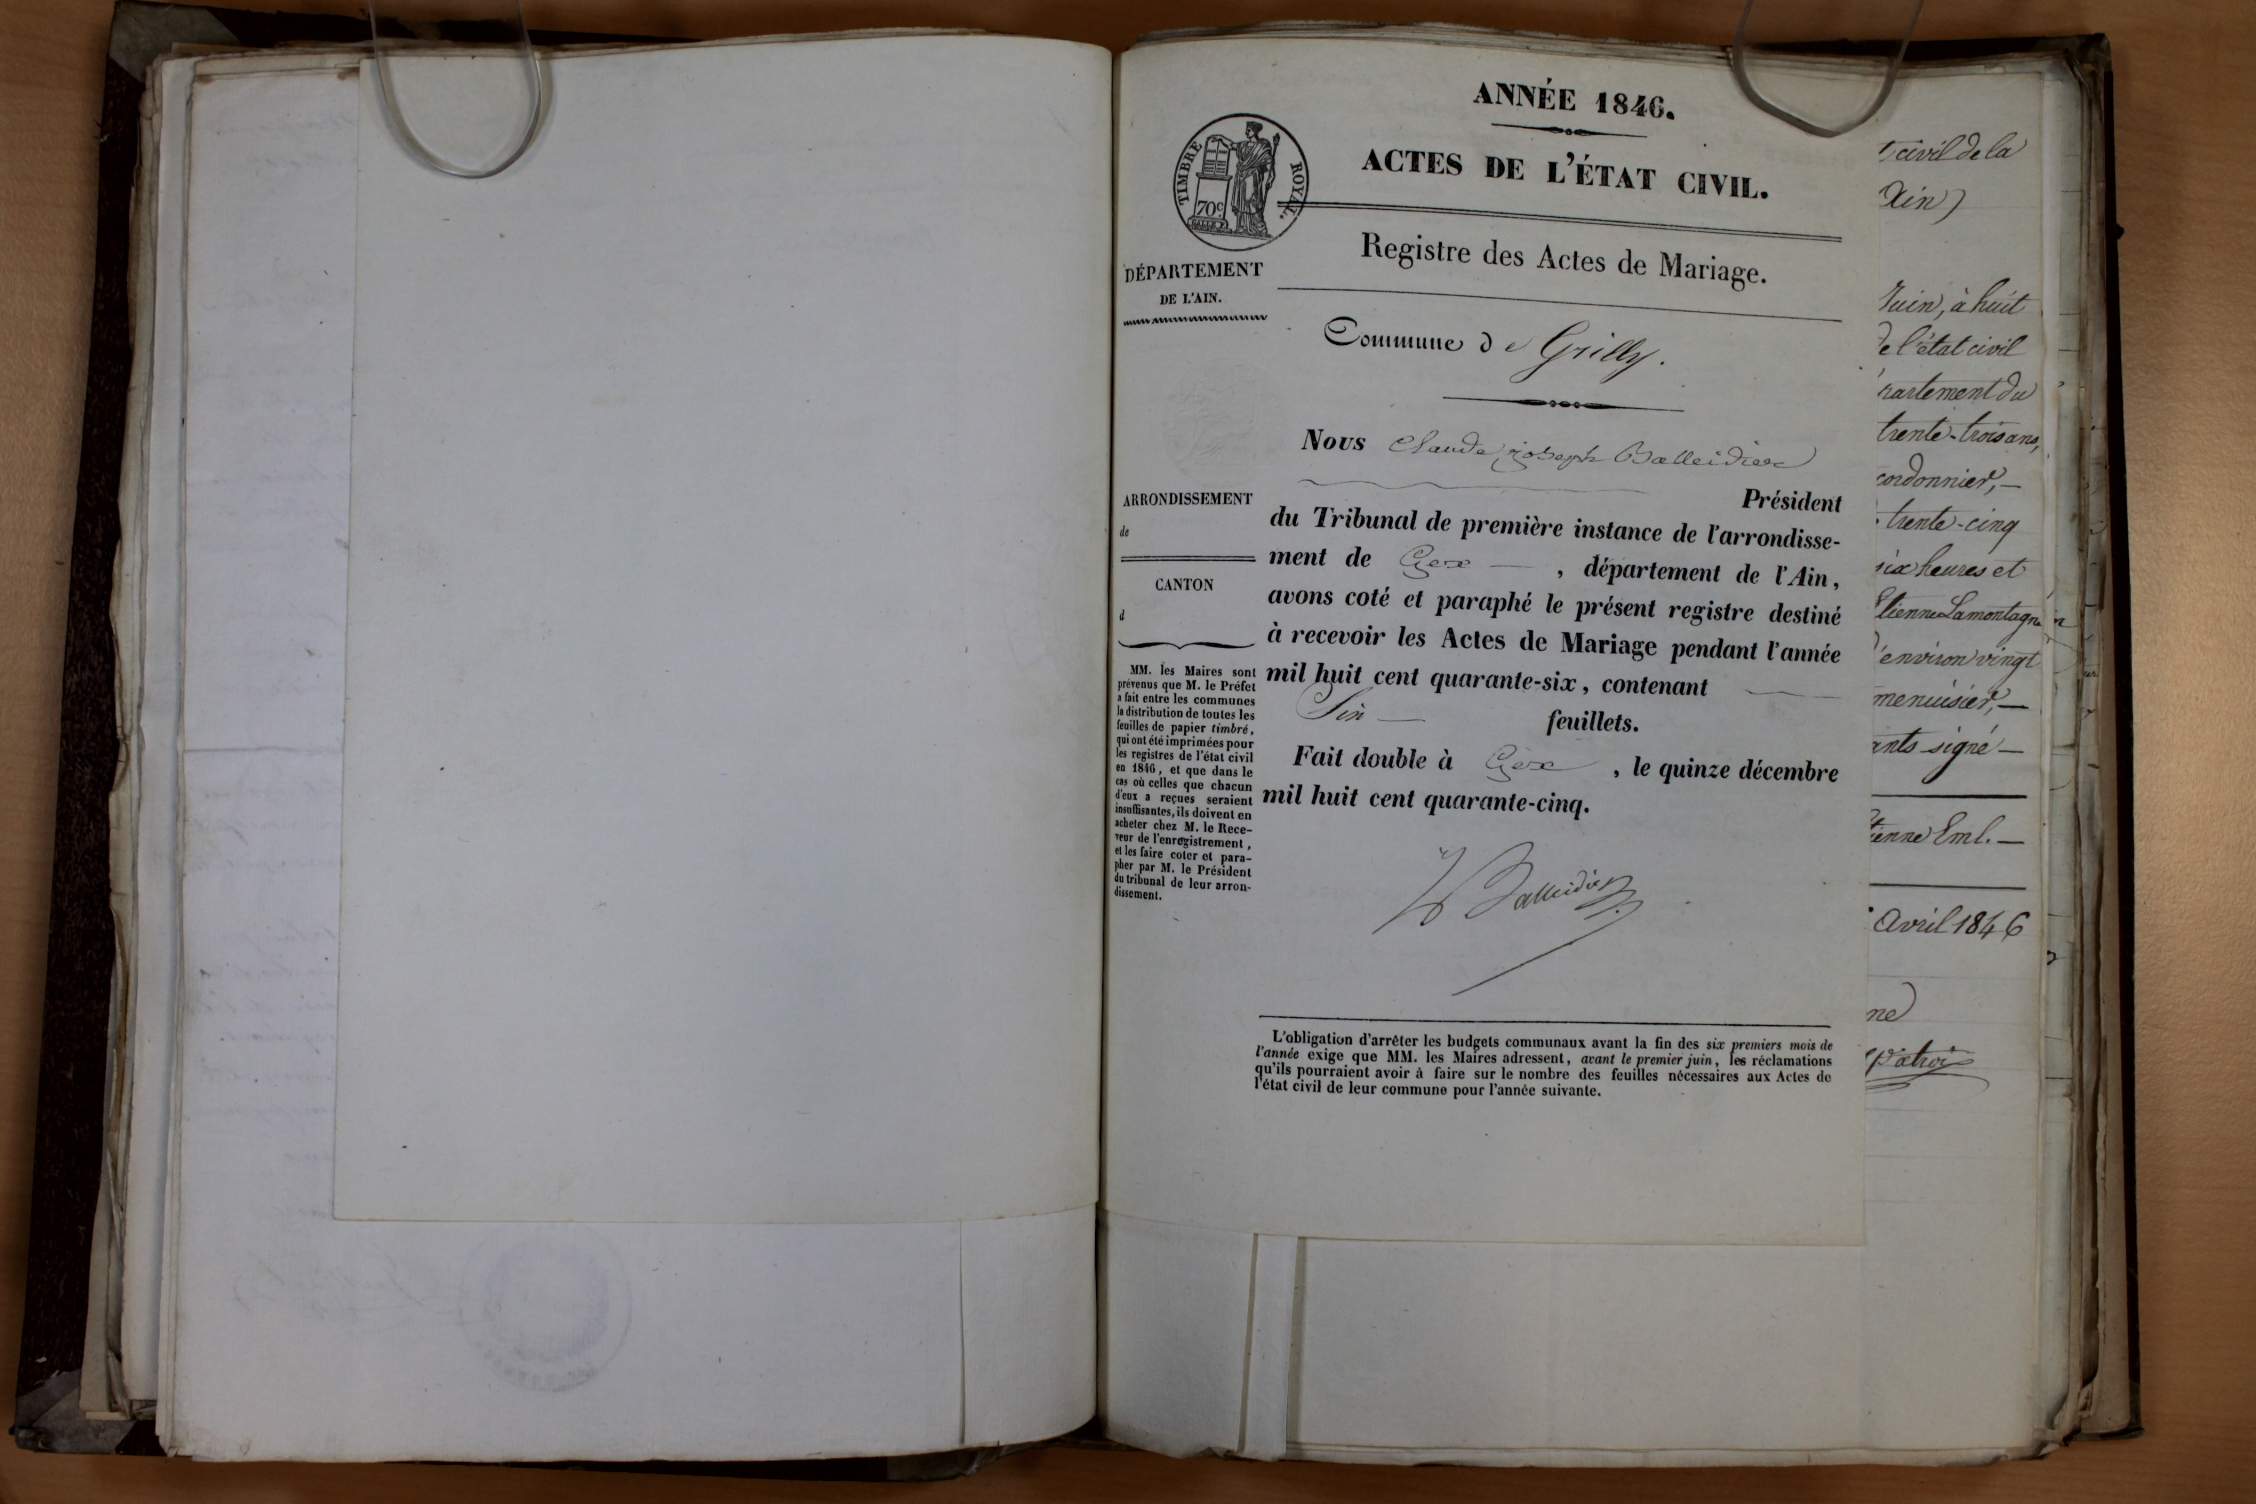 ANNÉE 1846.
ACTES DE L'ÉTAT CIVIL.
TIMBRE ROYAL.
70c
Registre des Actes de Mariage.
DÉPARTEMENT
DE L'AIN.
Commune de Grilly.
Nous Claude joseph Balleidier
Président
du Tribunal de première instance de l'arrondisse-
ment de Gex, département de l'Ain,
avons coté et paraphé le présent registre destiné
à recevoir les Actes de Mariage pendant l'année
mil huit cent quarante-six, contenant
feuillets.
Fait double à Gex, le quinze décembre
mil huit cent quarante-cinq.
Balleidier
ARRONDISSEMENT
de
CANTON
d
MM. les Maires sont
prévenus que M. le Préfet
a fait entre les communes
la distribution de toutes les
feuilles de papier timbré,
qui ont été imprimées pour
les registres de l'état civil
en 1846, et que dans le
cas où celles que chacun
d'eux a reçues seraient
insuffisantes, ils doivent en
acheter chez M. le Rece-
veur de l'enregistrement,
et les faire coter et para-
pher par M. le Président
du tribunal de leur arron-
dissement.
L'obligation d'arrêter les budgets communaux avant la fin des six premiers mois de
l'année exige que MM. les Maires adressent, avant le premier juin, les réclamations
qu'ils pourraient avoir à faire sur le nombre des feuilles nécessaires aux Actes de
l'état civil de leur commune pour l'année suivante.
civil de la
Ain)
Juin, à huit
de l'état civil
partement du
trente-trois ans,
cordonnier,—
trente-cinq
six heures et
Etienne Lamontagne
d'environ vingt
menuisier,—
ants signé—
tienne Eml.—
Avril 1846
ne